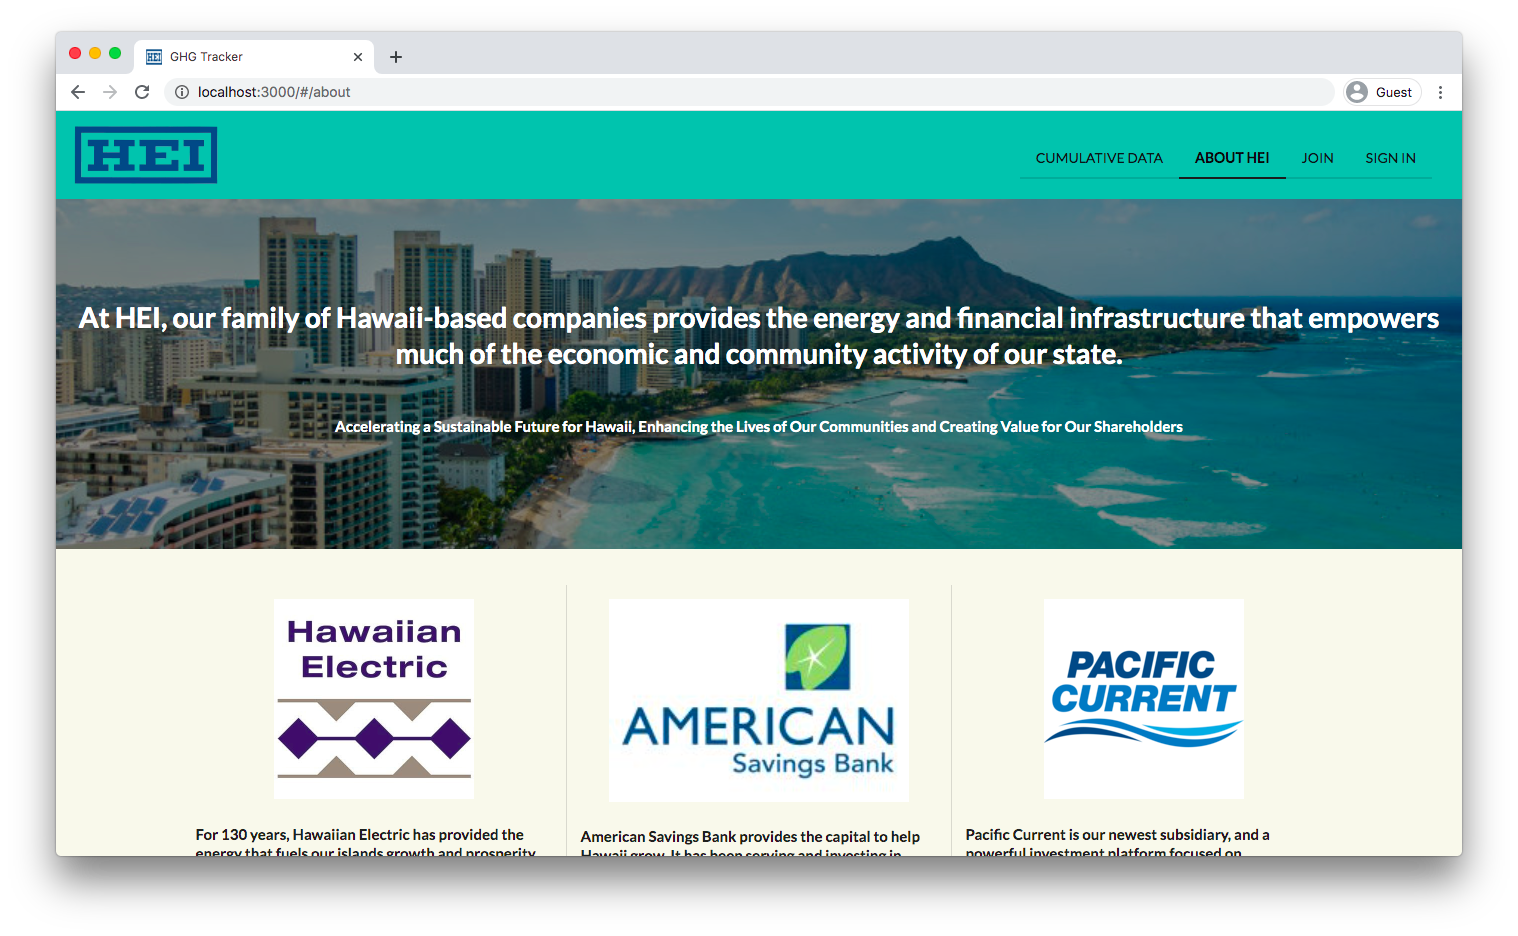 HEI GHG Tracker
localhost:3000/#/about
Guest
HEI
CUMULATIVE DATA ABOUT HEI JOIN SIGN IN
At HEI, our family of Hawaii-based companies provides the energy and financial infrastructure that empowers
much of the economic and community activity of our state.
Accelerating a Sustainable Future for Hawaii, Enhancing the Lives of Our Communities and Creating Value for Our Shareholders
Hawaiian
Electric
For 130 years, Hawaiian Electric has provided the
energy that fuels our islands growth and prosperity
AMERICAN
Savings Bank
American Savings Bank provides the capital to help
Hawaii grow. It has been serving and investing in
PACIFIC
CURRENT
Pacific Current is our newest subsidiary, and a
powerful investment platform focused on